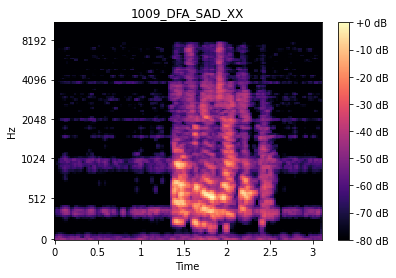 1009_DFA_SAD_XX
+0 dB
8192
-10 dB
4096
-20 dB
-30 dB
2048
-40 dB
Hz
1024
-50 dB
512
-60 dB
-70 dB
0
-80 dB
0 0.5 1 1.5 2 2.5 3
Time